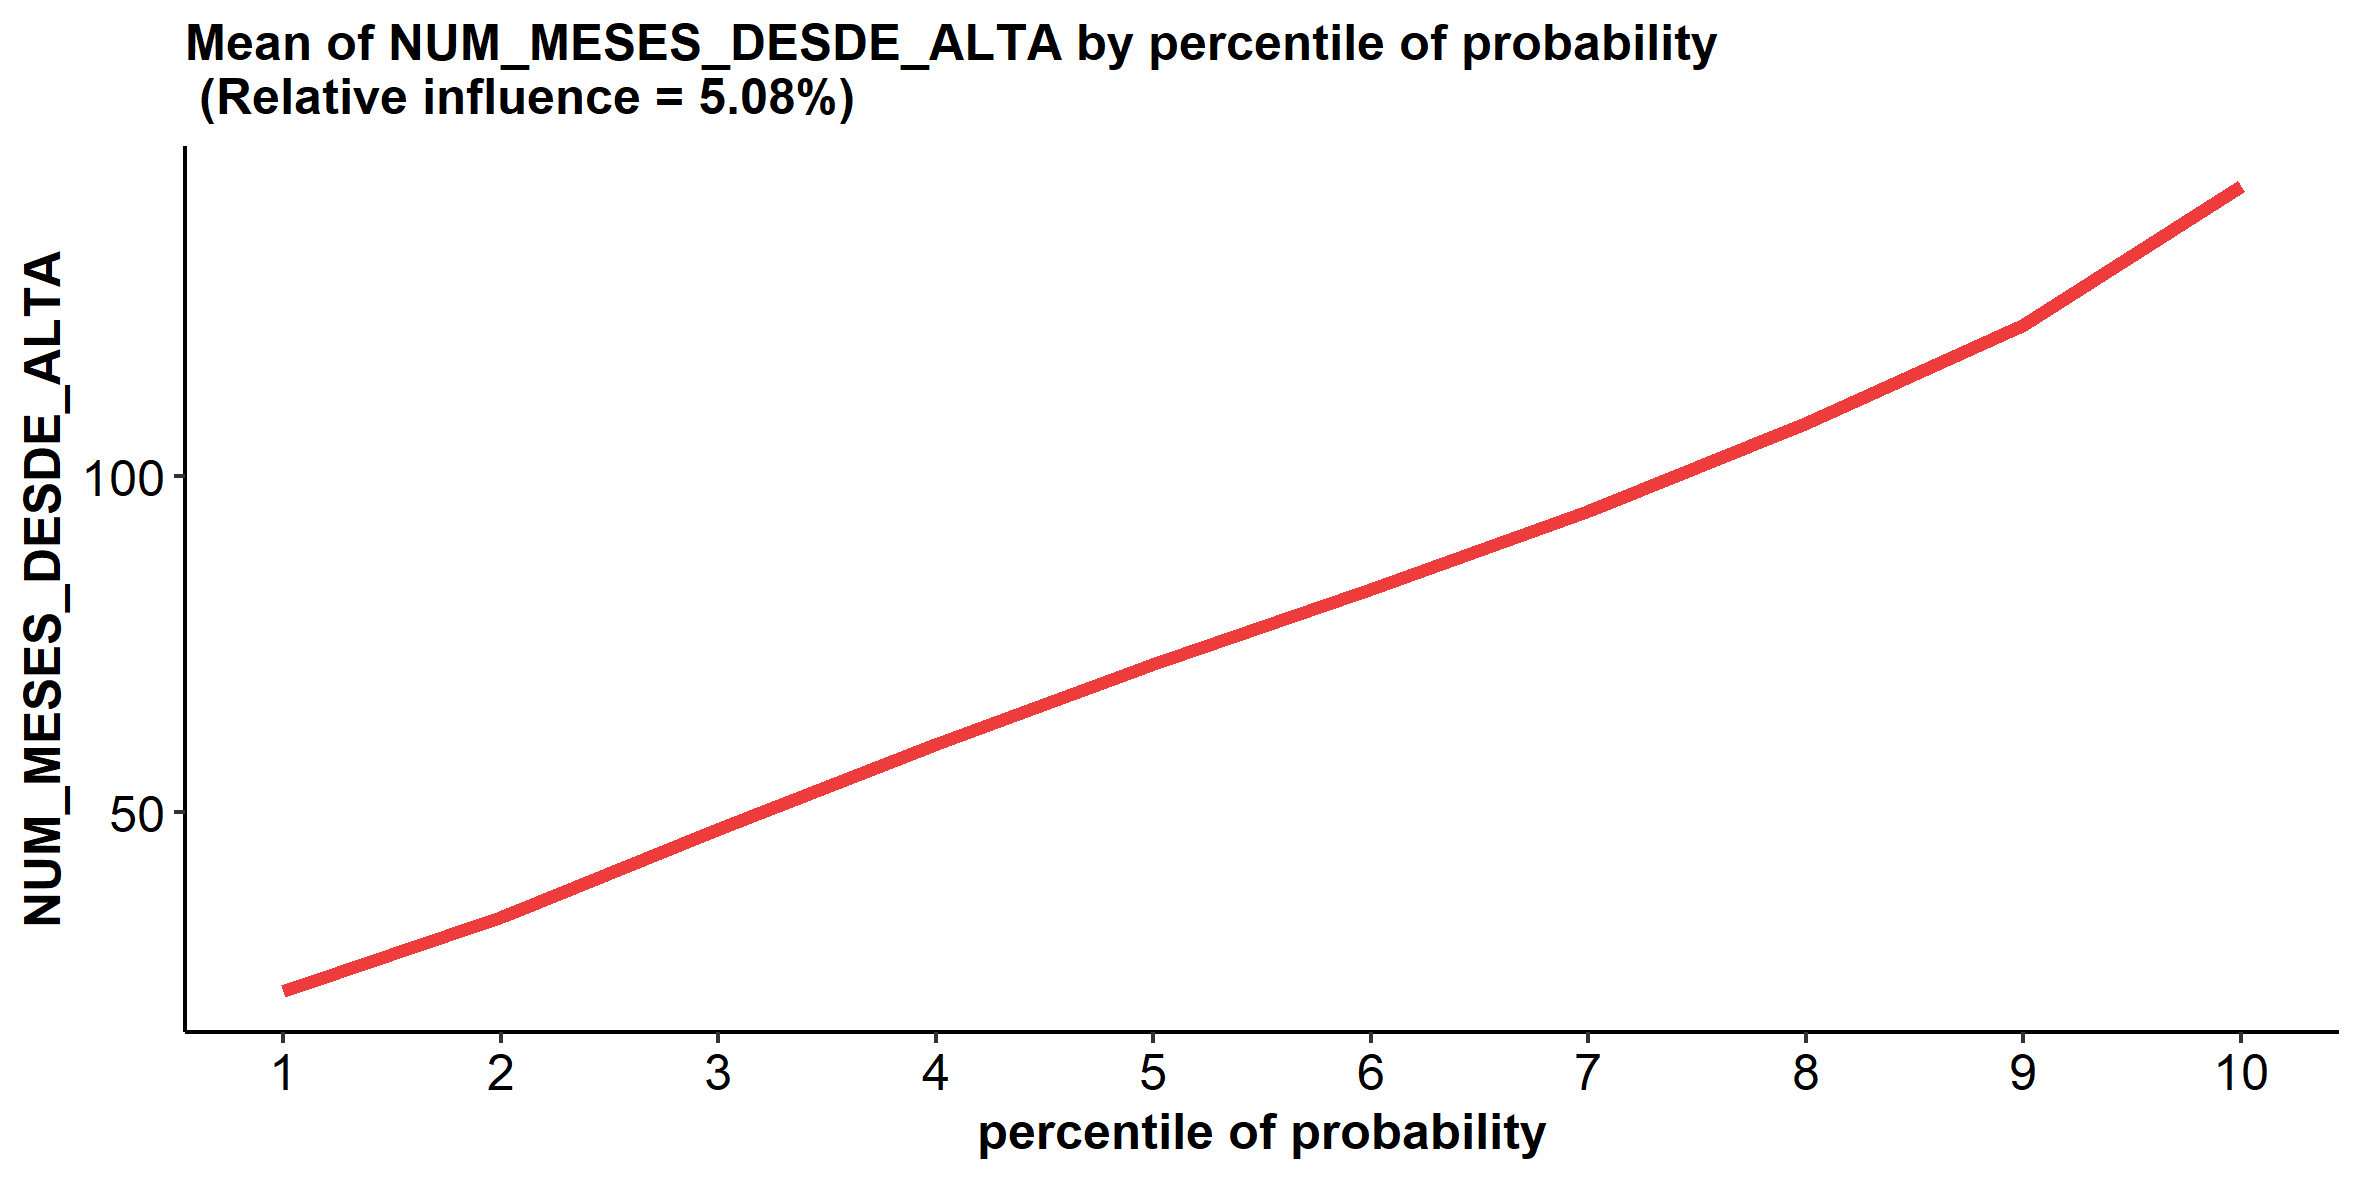 Mean of NUM_MESES_DESDE_ALTA by percentile of probability
(Relative influence = 5.08%)
NUM_MESES_DESDE_ALTA
100
50
1 2 3 4 5 6 7 8 9 10
percentile of probability